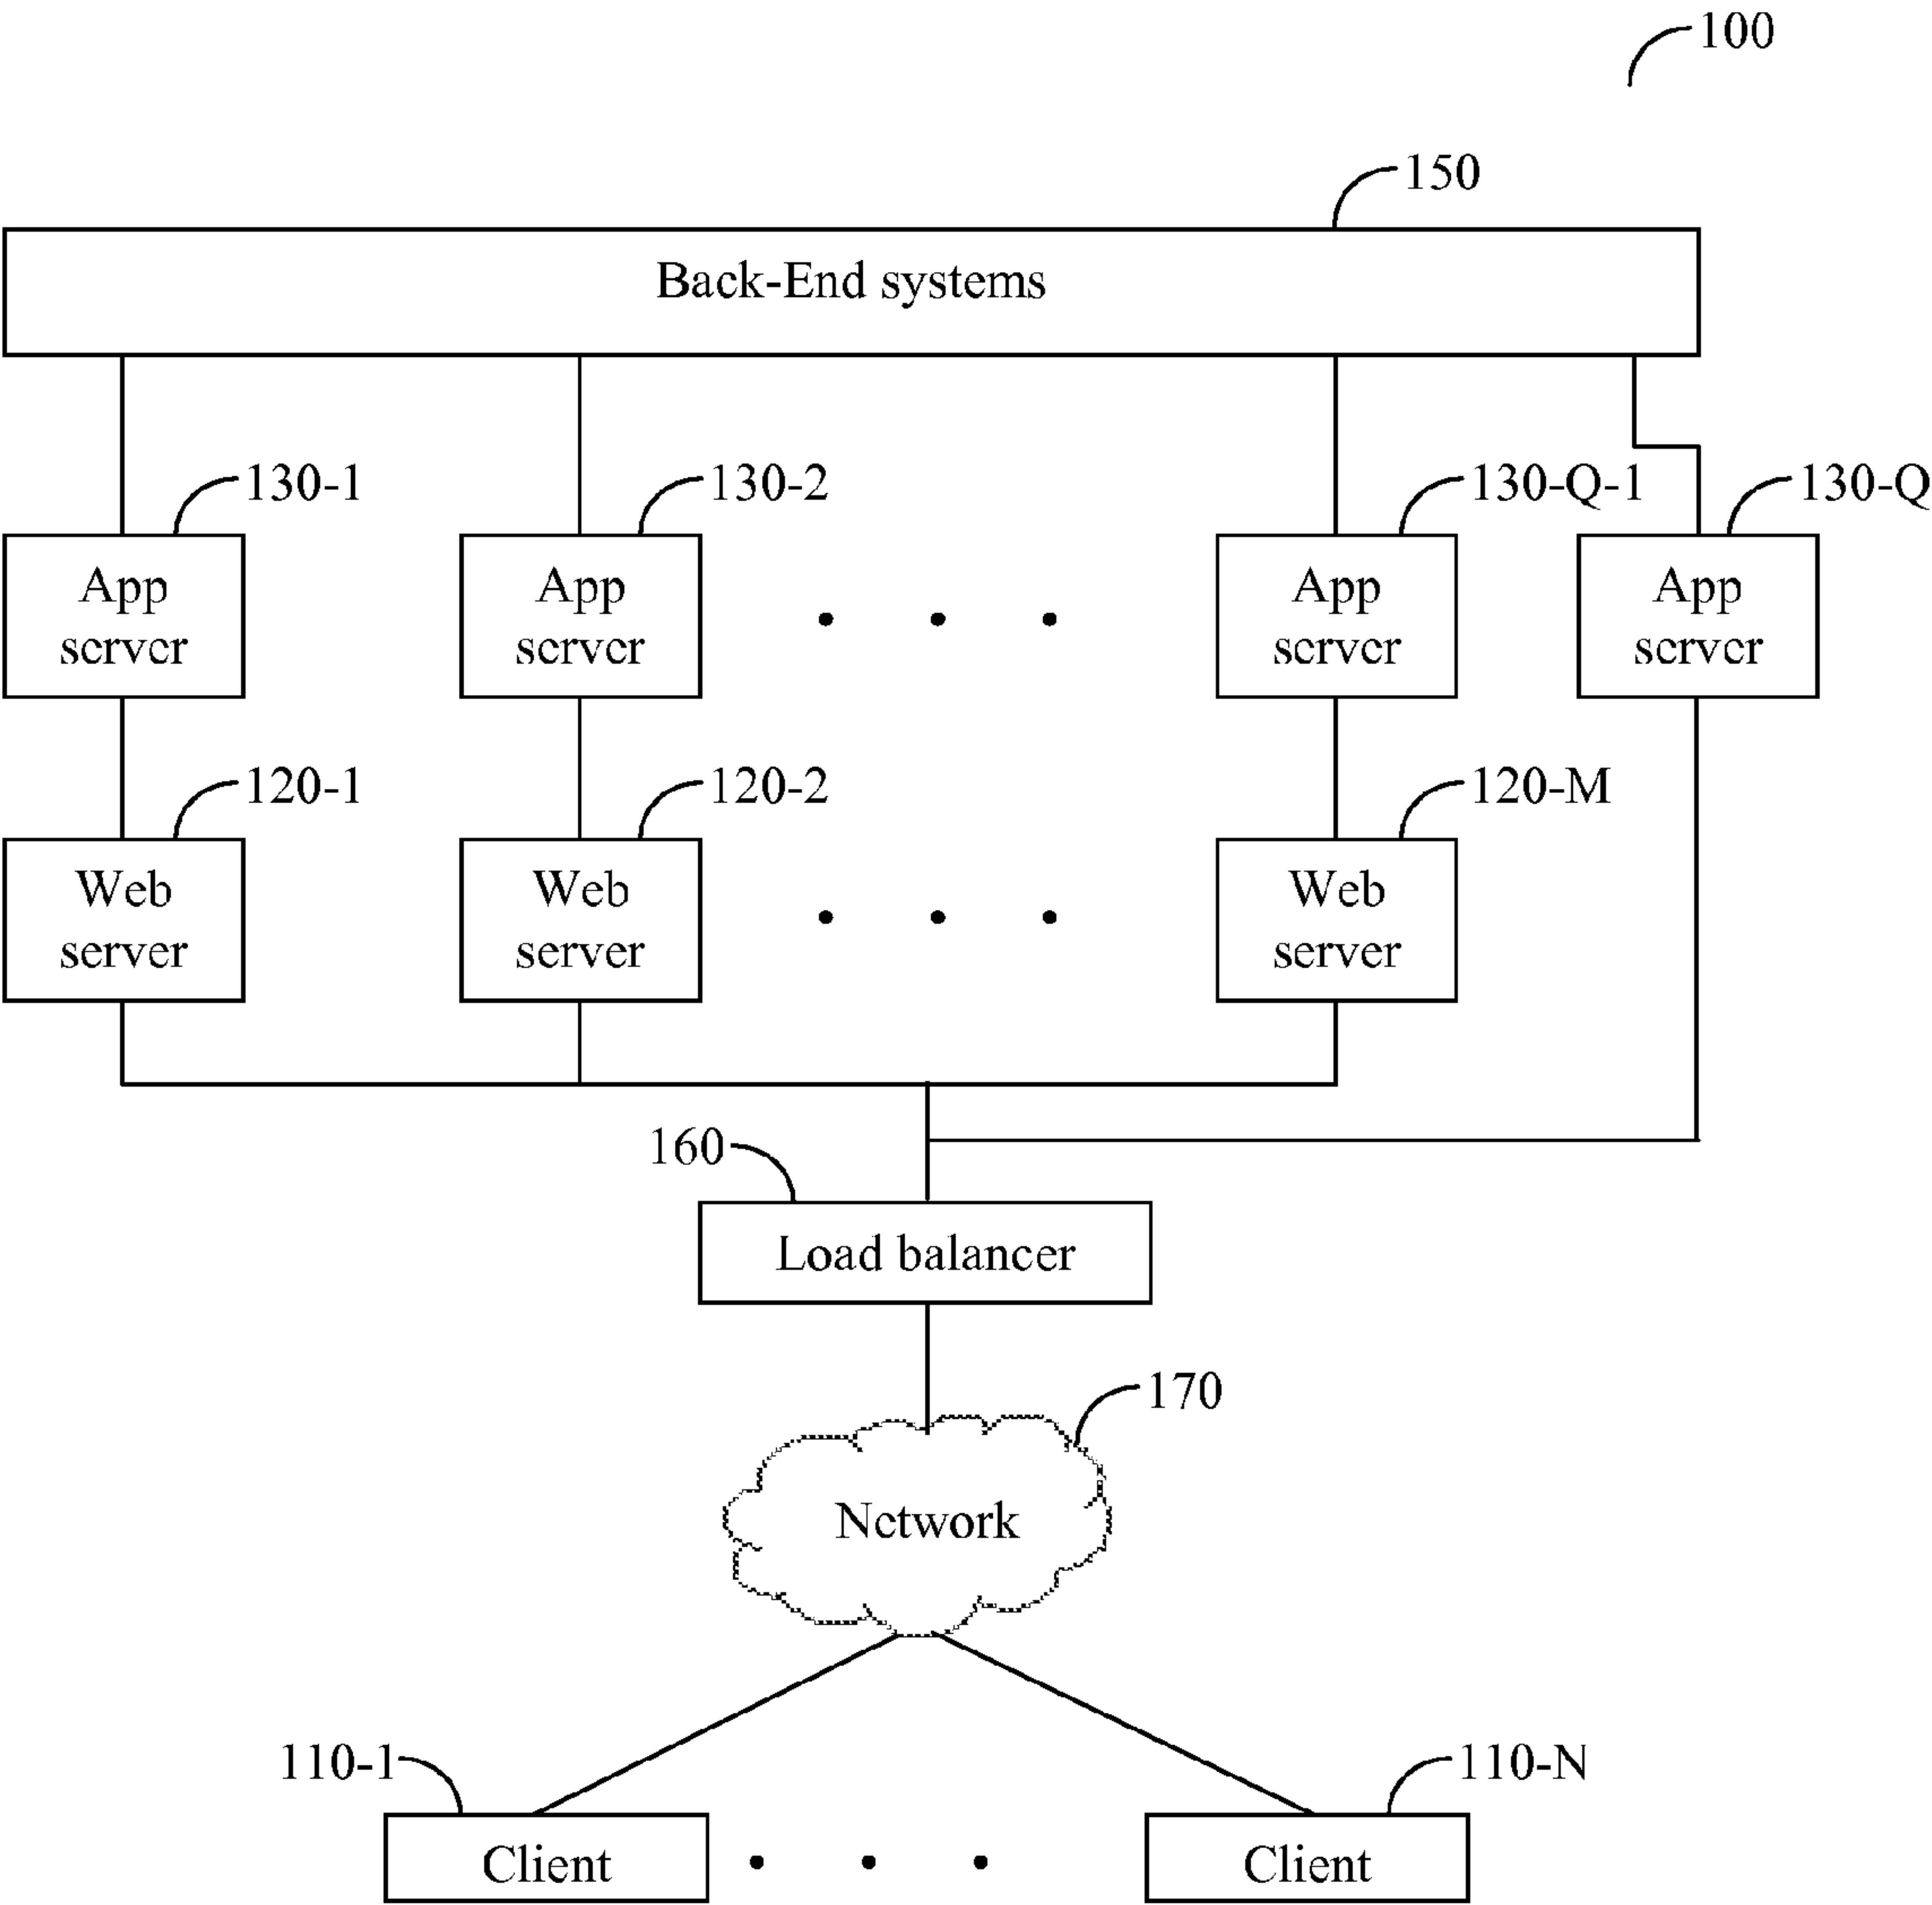 100
150
Back-End systems
130-1
130-2
130-Q-1
130-Q
App
server
App
server
App
server
App
server
120-1
120-2
120-M
Web
server
Web
server
Web
server
160
Load balancer
170
Network
110-1
110-N
Client
Client